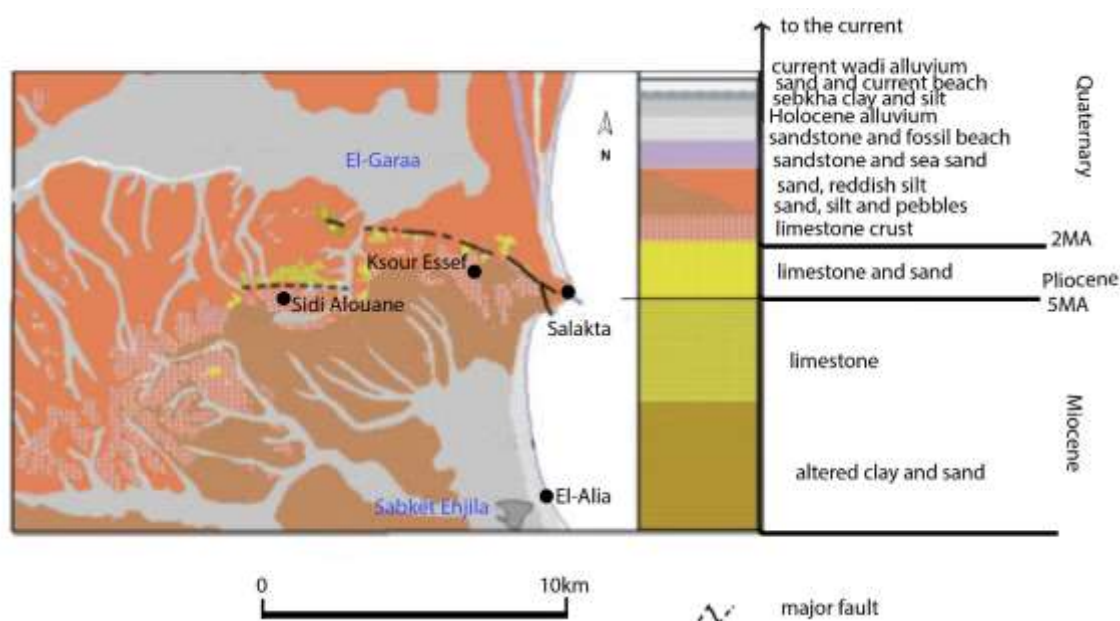 to the current
current wadi alluvium
sand and current beach
sebkha clay and silt
Holocene alluvium
sandstone and fossil beach
sandstone and sea sand
sand, reddish silt
sand, silt and pebbles
limestone crust
2MA
limestone and sand
Pliocene
5MA
limestone
altered clay and sand
Quaternary
Miocene
El-Garaa
N
Ksour Essef
Sidi Alouane
Salakta
El-Alia
Sabket Enjila
0
10km
major fault